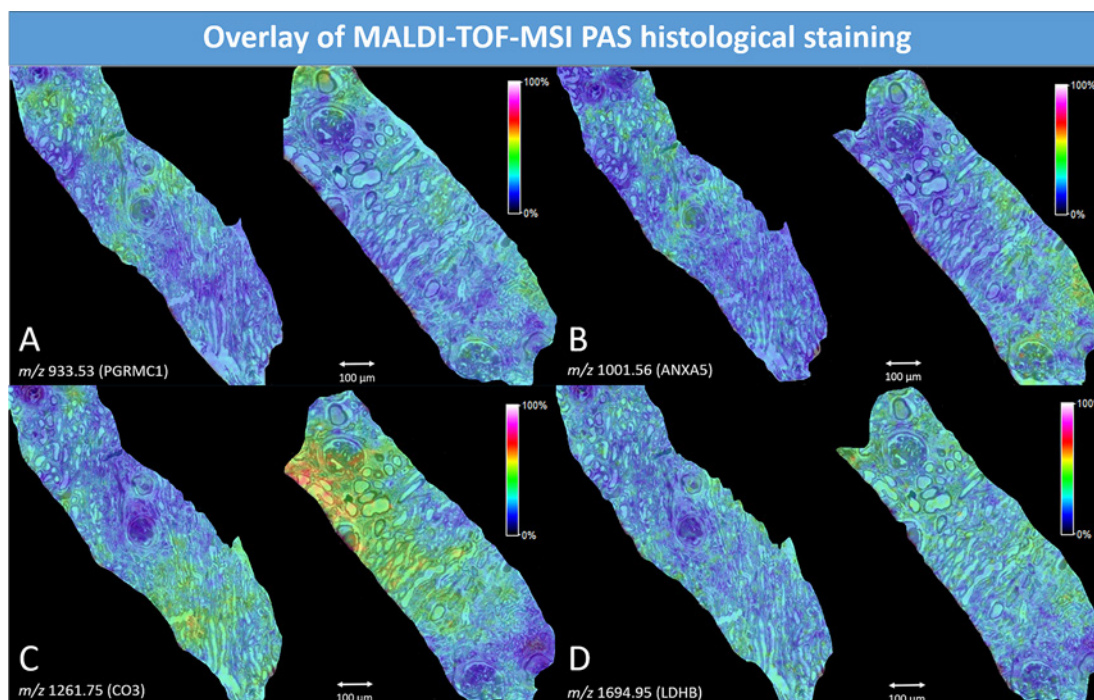 Overlay of MALDI-TOF-MSI PAS histological staining
100%
0%
A
m/z 933.53 (PGRMC1)
100 µm
100%
0%
B
m/z 1001.56 (ANXA5)
100 µm
100%
0%
C
m/z 1261.75 (CO3)
100 µm
100%
0%
D
m/z 1694.95 (LDHB)
100 µm